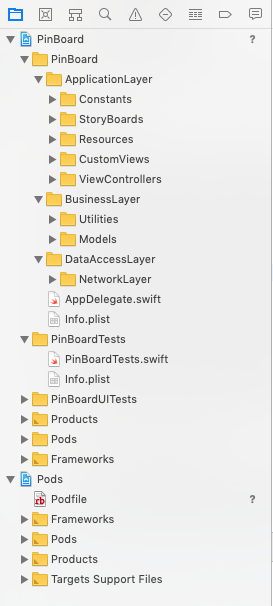 PinBoard ?
PinBoard
ApplicationLayer
Constants
StoryBoards
Resources
CustomViews
ViewControllers
BusinessLayer
Utilities
Models
DataAccessLayer
NetworkLayer
AppDelegate.swift
Info.plist
PinBoardTests
PinBoardTests.swift
Info.plist
PinBoardUITests
Products
Pods
Frameworks
Pods
rb Podfile ?
Frameworks
Pods
Products
Targets Support Files